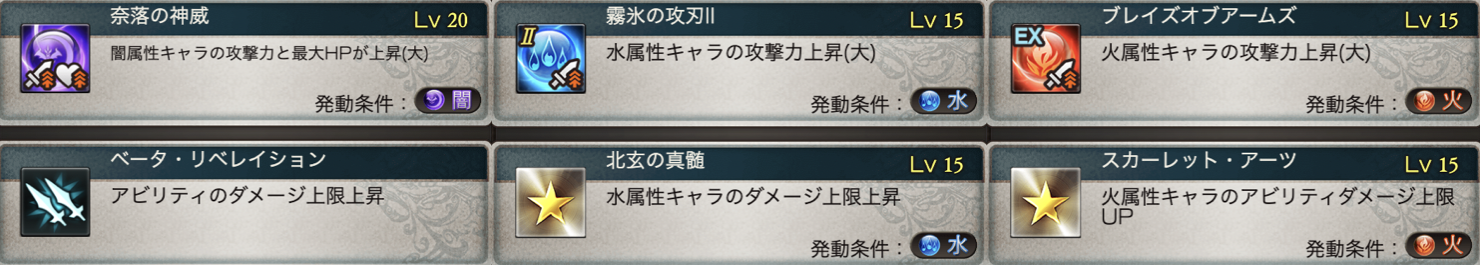 奈落の神威 Lv 20
闇属性キャラの攻撃力と最大HPが上昇(大)
発動条件： 闇
霧氷の攻刃II Lv 15
II
水属性キャラの攻撃力上昇(大)
発動条件： 水
ブレイズオブアームズ Lv 15
EX
火属性キャラの攻撃力上昇(大)
発動条件： 火
ベータ・リベレイション
アビリティのダメージ上限上昇
北玄の真髄 Lv 15
水属性キャラのダメージ上限上昇
発動条件： 水
スカーレット・アーツ Lv 15
火属性キャラのアビリティダメージ上限
UP
発動条件： 火